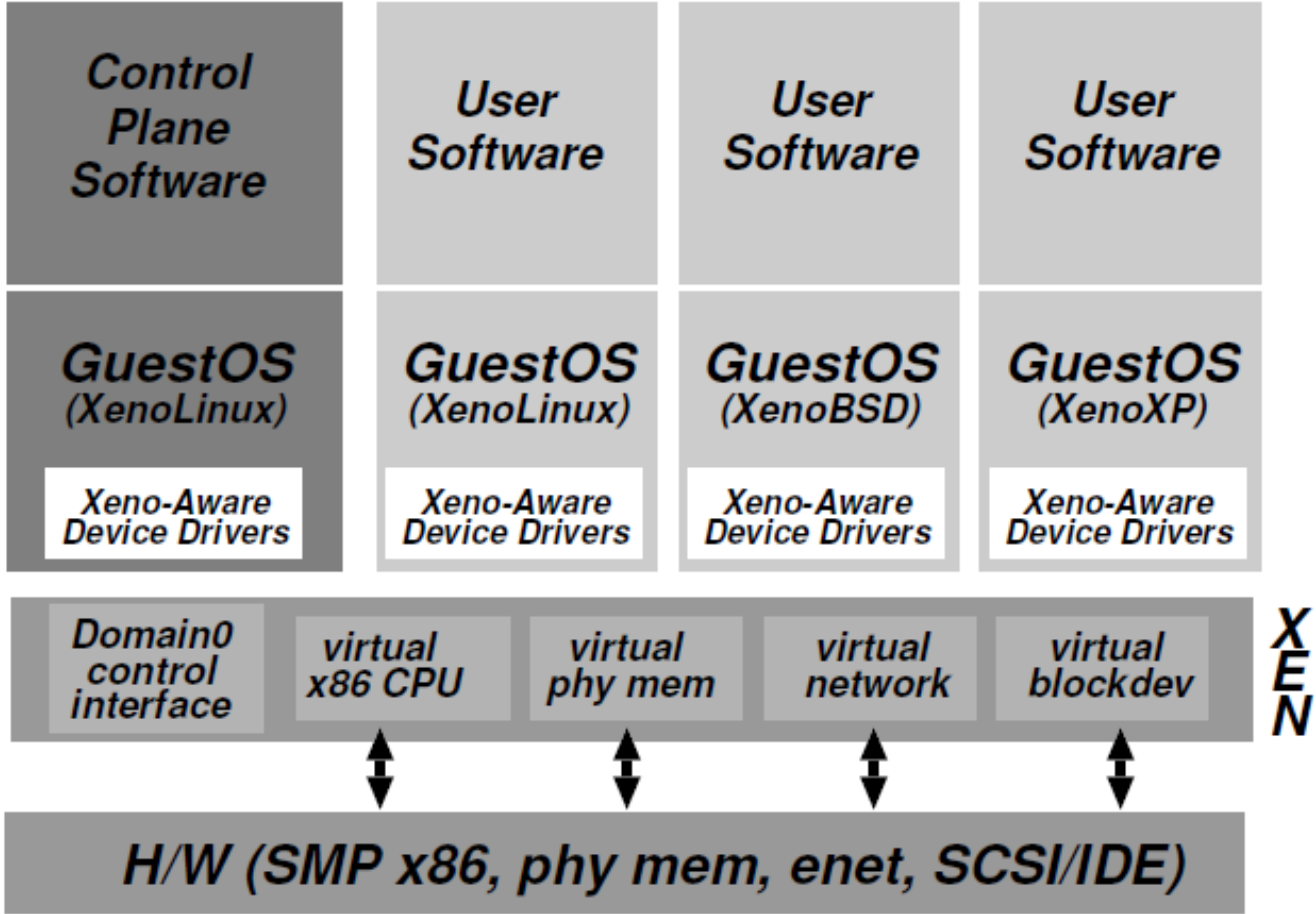 Control
Plane
Software
User
Software
User
Software
User
Software
GuestOS
(XenoLinux)
Xeno-Aware
Device Drivers
GuestOS
(XenoLinux)
Xeno-Aware
Device Drivers
GuestOS
(XenoBSD)
Xeno-Aware
Device Drivers
GuestOS
(XenoXP)
Xeno-Aware
Device Drivers
Domain0
control
interface
virtual
x86 CPU
virtual
phy mem
virtual
network
virtual
blockdev
X
E
N
H/W (SMP x86, phy mem, enet, SCSI/IDE)